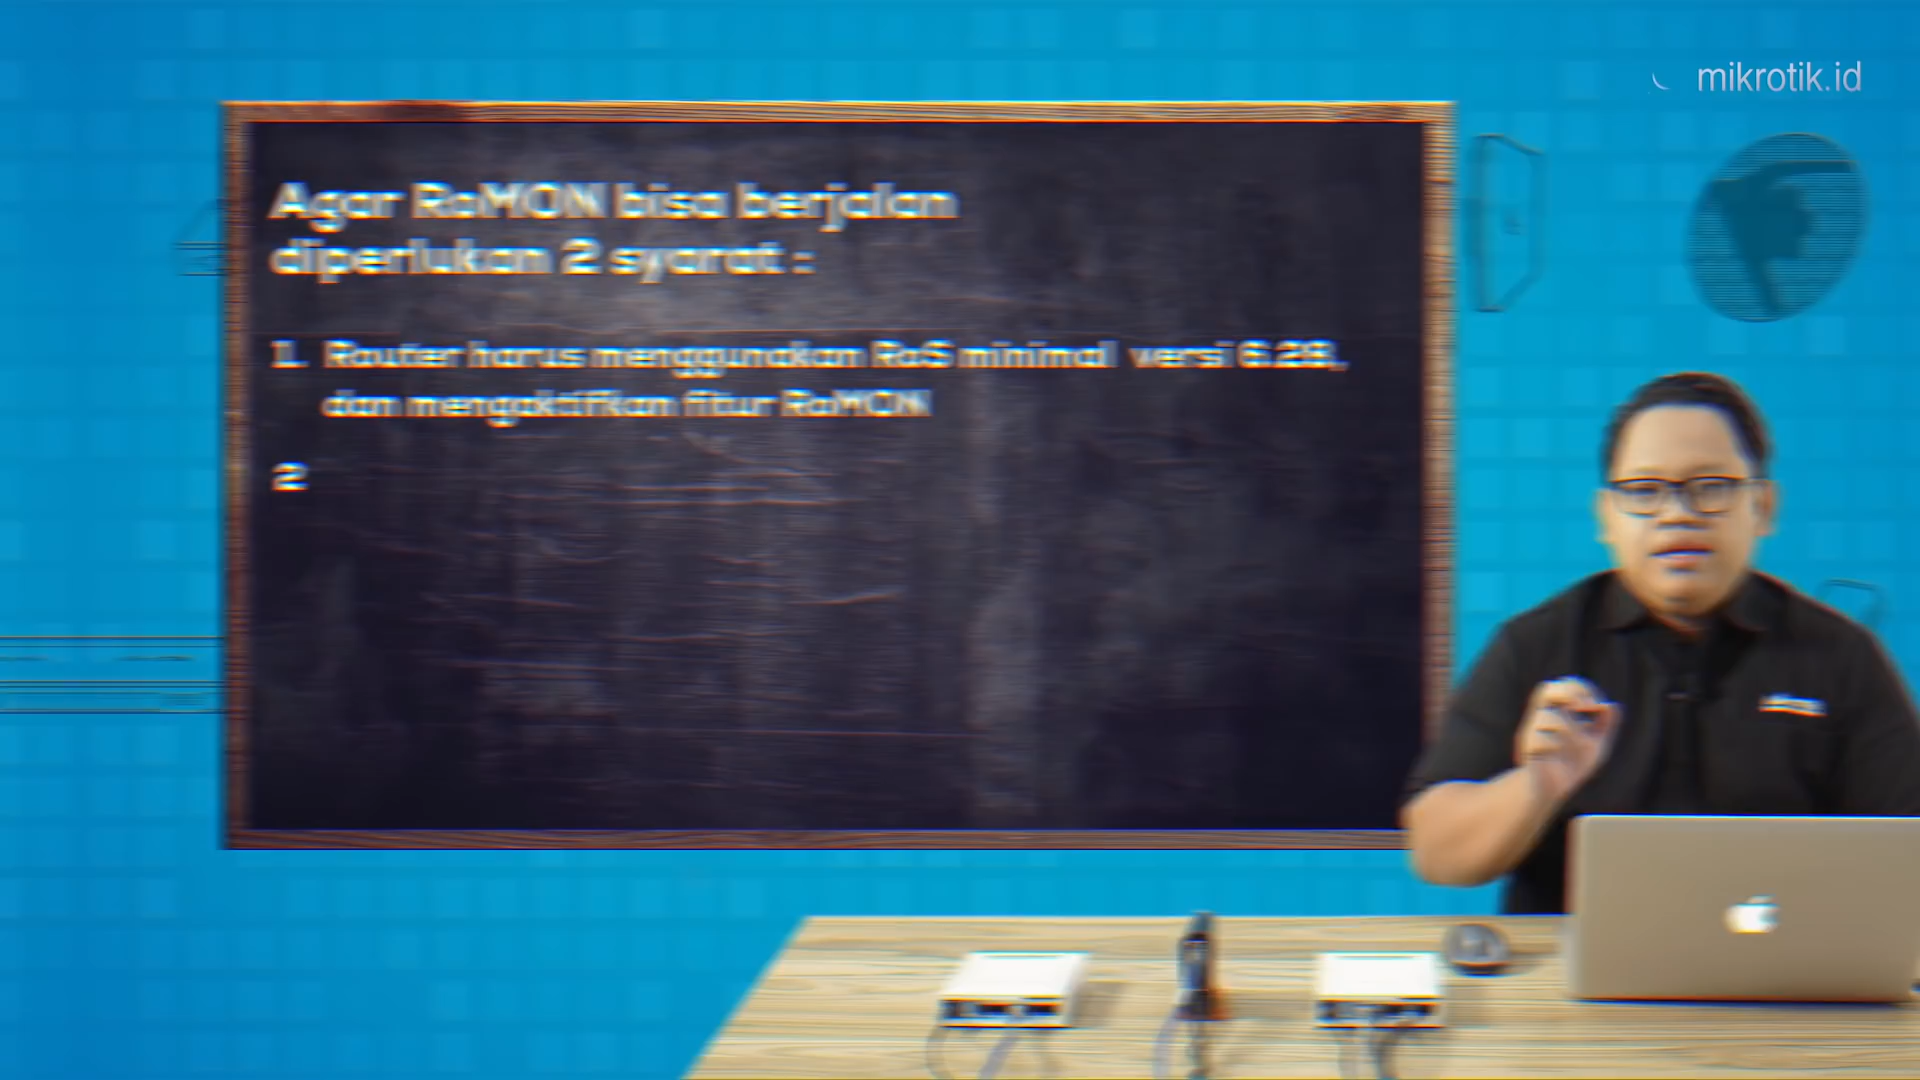 mikrotik.id
Agar RoMON bisa berjalan
diperlukan 2 syarat :
1. Router harus menggunakan RoS minimal versi 6.28,
dan mengaktifkan fitur RoMON
2